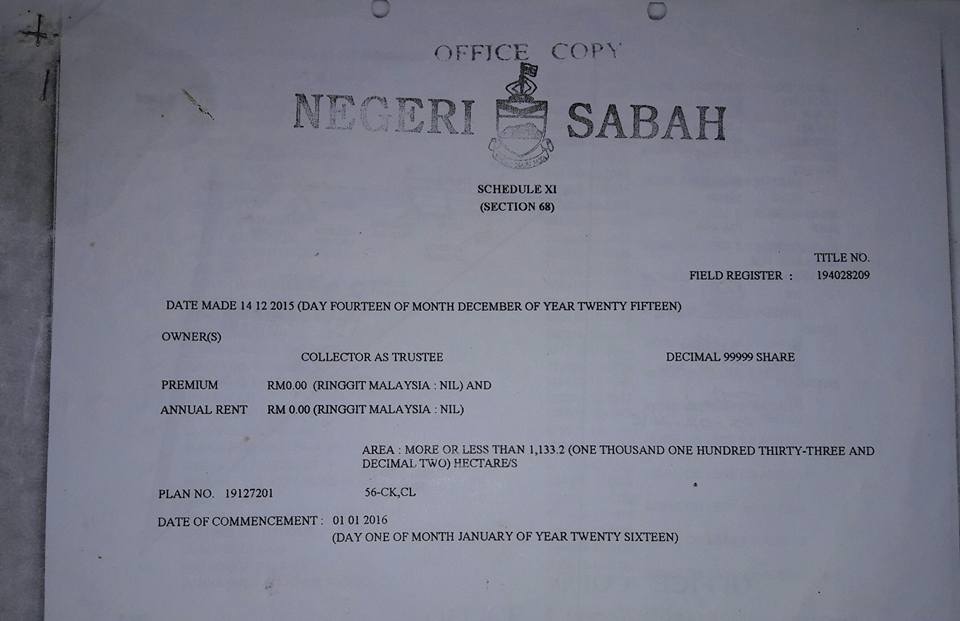 OFFICE COPY
NEGERI SABAH
SCHEDULE XI
(SECTION 68)
TITLE NO.
FIELD REGISTER : 194028209
DATE MADE 14 12 2015 (DAY FOURTEEN OF MONTH DECEMBER OF YEAR TWENTY FIFTEEN)
OWNER(S)
COLLECTOR AS TRUSTEE DECIMAL 99999 SHARE
PREMIUM RM0.00 (RINGGIT MALAYSIA : NIL) AND
ANNUAL RENT RM 0.00 (RINGGIT MALAYSIA : NIL)
AREA : MORE OR LESS THAN 1,133.2 (ONE THOUSAND ONE HUNDRED THIRTY-THREE AND
DECIMAL TWO) HECTARE/S
PLAN NO. 19127201 56-CK,CL
DATE OF COMMENCEMENT : 01 01 2016
(DAY ONE OF MONTH JANUARY OF YEAR TWENTY SIXTEEN)